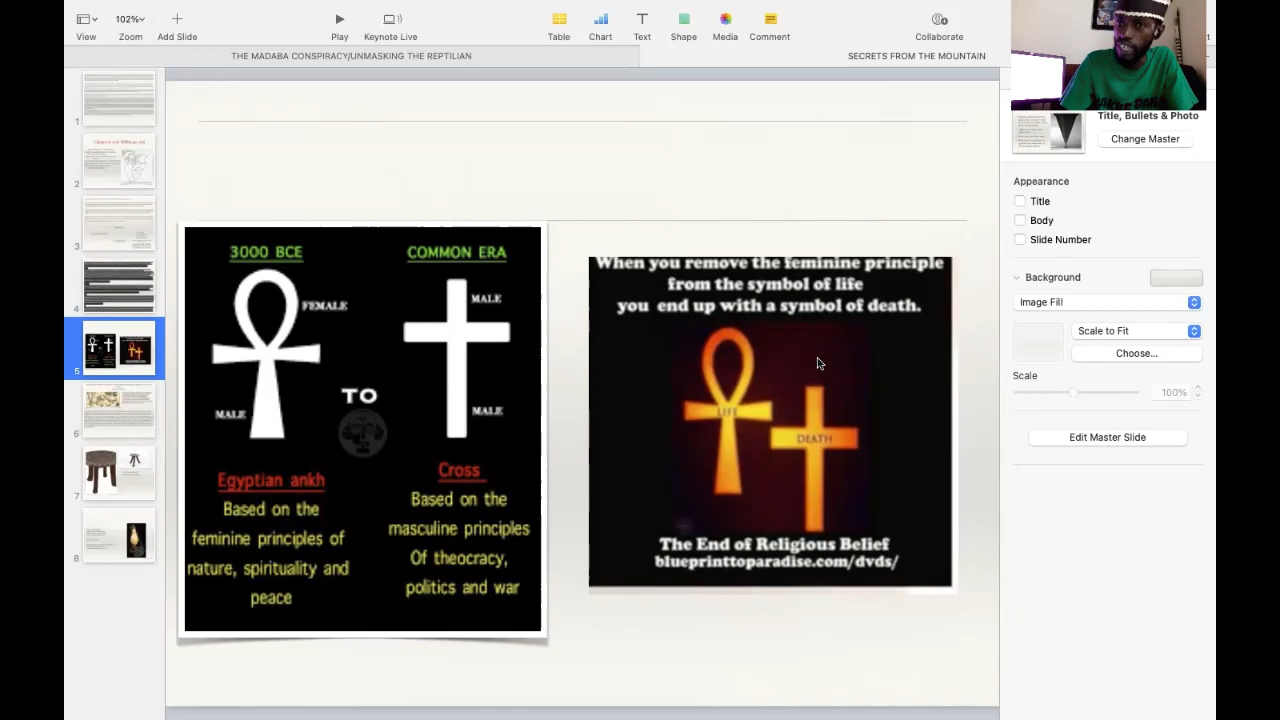 102%
View
Zoom
Add Slide
Play
Keynote Live
Table
Chart
Text
Shape
Media
Comment
Collaborate
THE MADABA CONSPIRACY/UNMASKING THE REPTILIAN
SECRETS FROM THE MOUNTAIN
1
2
3
4
5
6
7
8
3000 BCE
FEMALE
MALE
Egyptian ankh
Based on the
feminine principles of
nature, spirituality and
peace
TO
COMMON ERA
MALE
MALE
Cross
Based on the
masculine principles
Of theocracy,
politics and war
When you remove the feminine principle
from the symbol of life
you end up with a symbol of death.
LIFE
DEATH
The End of Religious Belief
blueprinttoparadise.com/dvds/
Title, Bullets & Photo
Change Master
Appearance
Title
Body
Slide Number
Background
Image Fill
Scale to Fit
Choose...
Scale
100%
Edit Master Slide